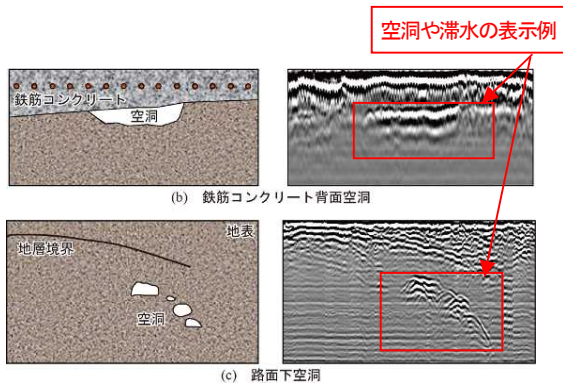 空洞や滞水の表示例
鉄筋コンクリート
空洞
(b) 鉄筋コンクリート背面空洞
地表
地層境界
空洞
(c) 路面下空洞